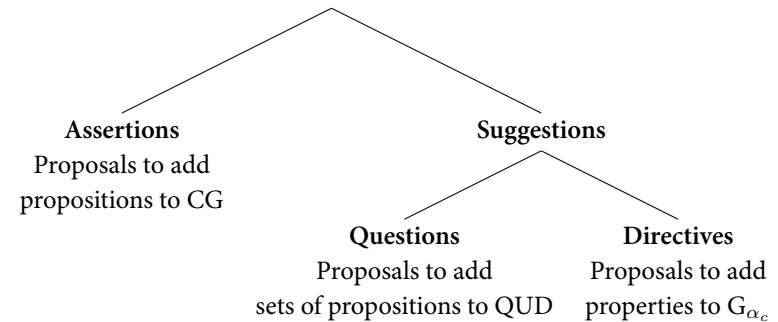 Assertions
Proposals to add
propositions to CG
Suggestions
Questions
Proposals to add
sets of propositions to QUD
Directives
Proposals to add
properties to G_{α_c}